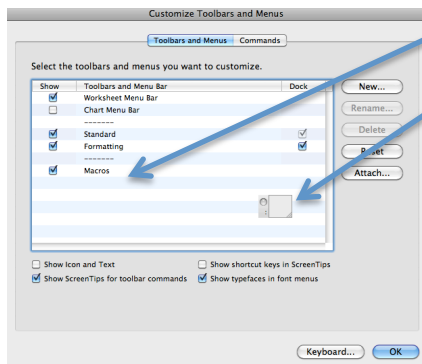 Customize Toolbars and Menus
Toolbars and Menus Commands
Select the toolbars and menus you want to customize.
Show Toolbars and Menu Bar Dock
Worksheet Menu Bar
Chart Menu Bar
-------
Standard
Formatting
-------
Macros
New...
Rename...
Delete
Reset
Attach...
Show Icon and Text Show shortcut keys in ScreenTips
Show ScreenTips for toolbar commands Show typefaces in font menus
Keyboard... OK